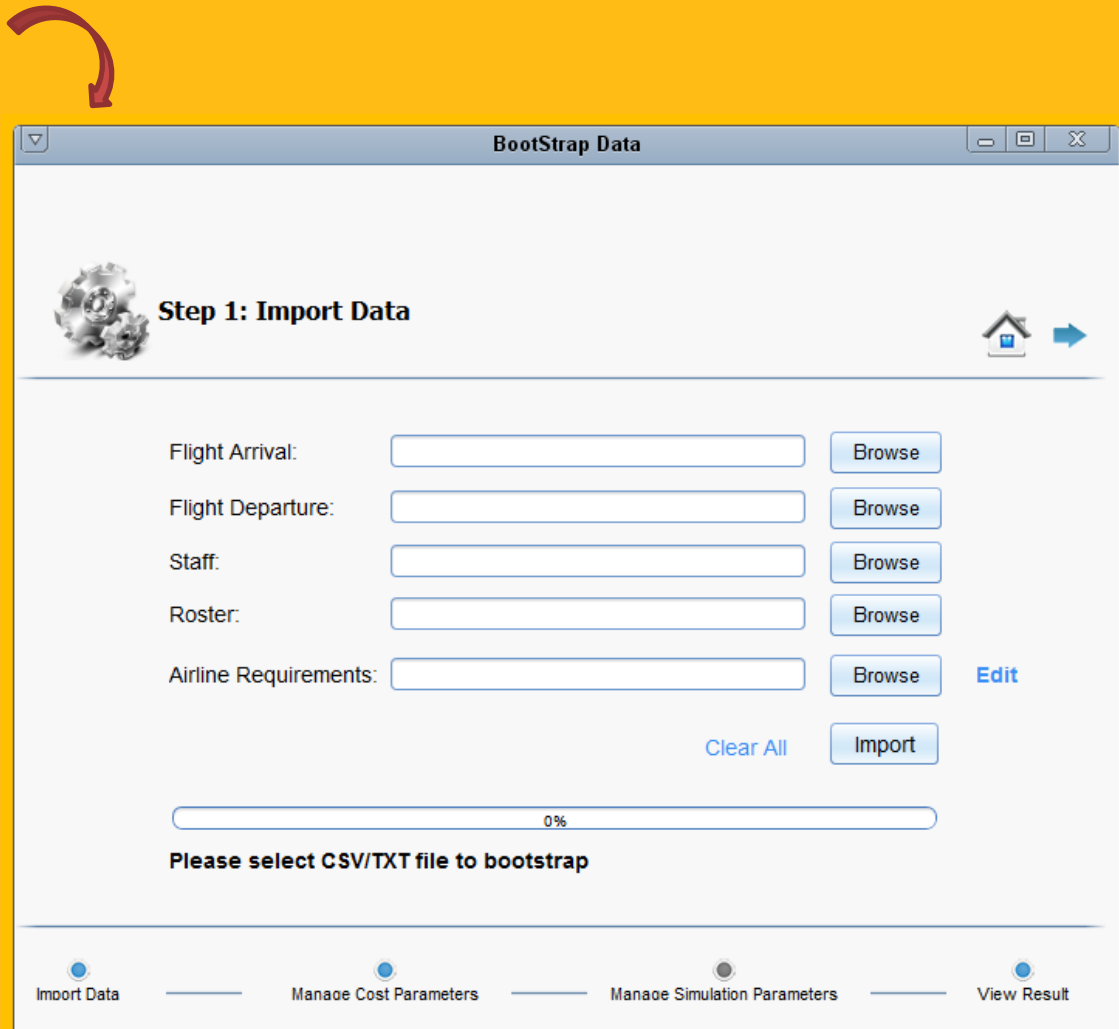 BootStrap Data
Step 1: Import Data
Flight Arrival: Browse
Flight Departure: Browse
Staff: Browse
Roster: Browse
Airline Requirements: Browse Edit
Clear All Import
0%
Please select CSV/TXT file to bootstrap
Import Data Manage Cost Parameters Manage Simulation Parameters View Result